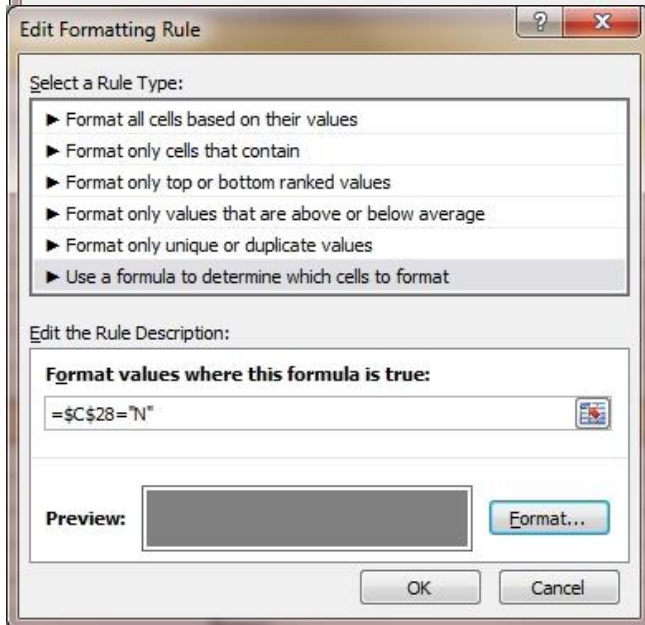 Edit Formatting Rule
Select a Rule Type:
► Format all cells based on their values
► Format only cells that contain
► Format only top or bottom ranked values
► Format only values that are above or below average
► Format only unique or duplicate values
► Use a formula to determine which cells to format
Edit the Rule Description:
Format values where this formula is true:
=$C$28="N"
Preview:
Format...
OK Cancel